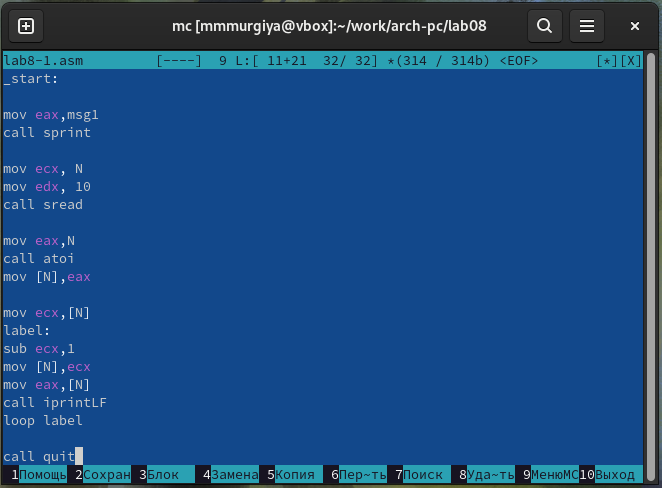 mc [mmmurgiya@vbox]:~/work/arch-pc/lab08
lab8-1.asm [----] 9 L:[ 11+21 32/ 32] *(314 / 314b) <EOF> [*][X]
_start:
mov eax,msg1
call sprint
mov ecx, N
mov edx, 10
call sread
mov eax,N
call atoi
mov [N],eax
mov ecx,[N]
label:
sub ecx,1
mov [N],ecx
mov eax,[N]
call iprintLF
loop label
call quit
1Помощь 2Сохран 3Блок 4Замена 5Копия 6Пер~ть 7Поиск 8Уда~ть 9МенюMC 10Выход